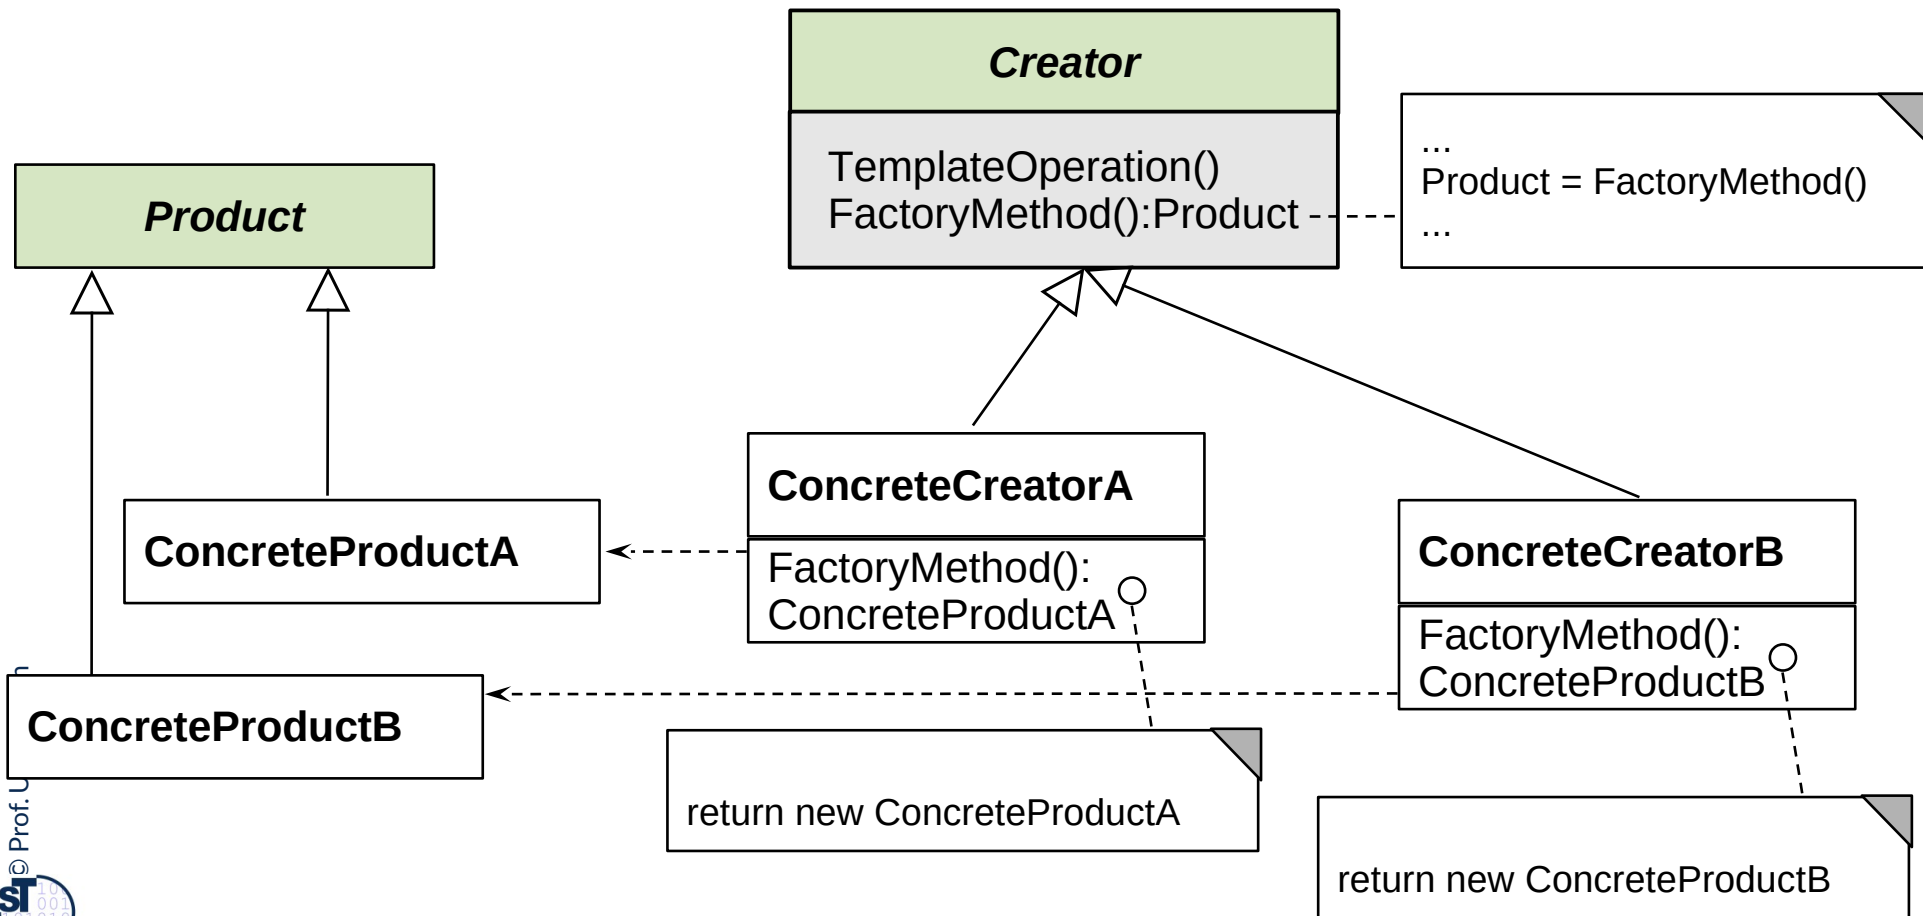 Creator
TemplateOperation()
FactoryMethod():Product
...
Product = FactoryMethod()
...
Product
ConcreteCreatorA
FactoryMethod():
ConcreteProductA
ConcreteProductA
ConcreteCreatorB
FactoryMethod():
ConcreteProductB
ConcreteProductB
return new ConcreteProductA
return new ConcreteProductB
© Prof. U
ST